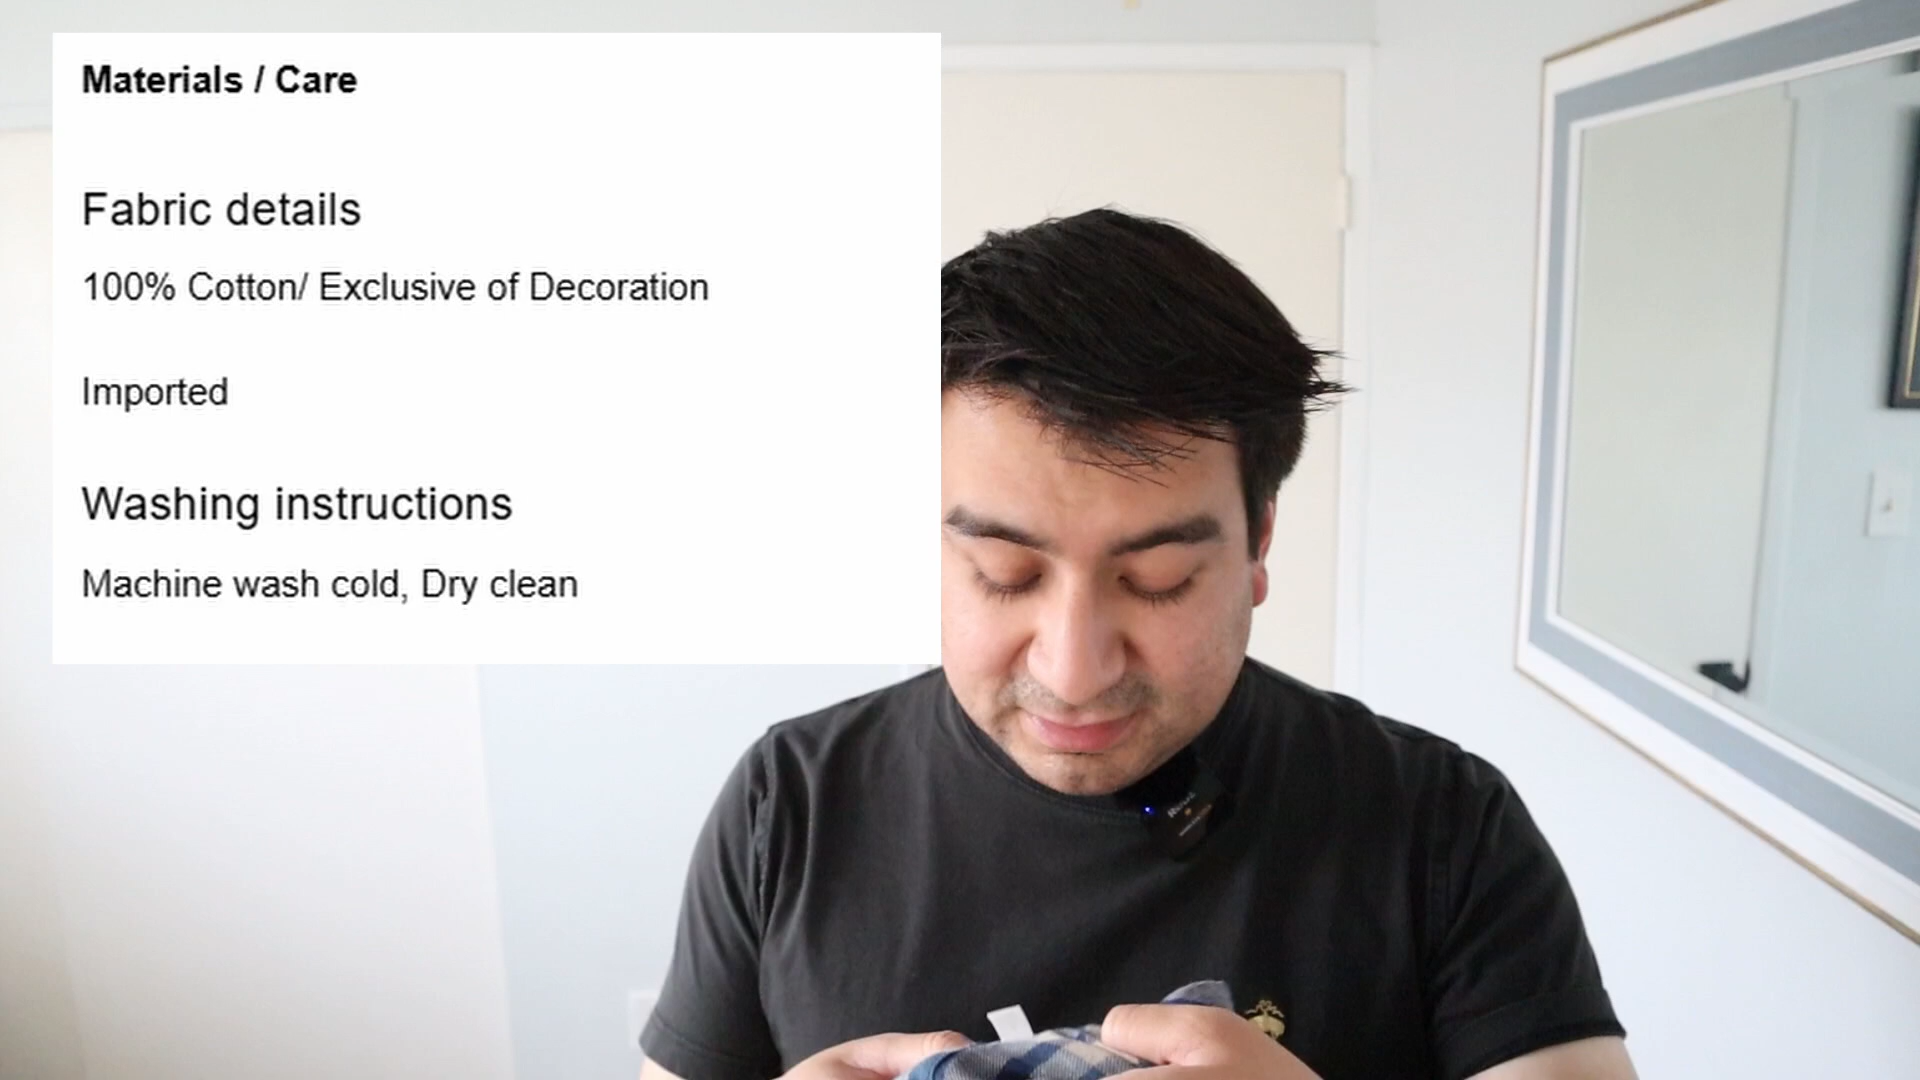 Materials / Care
Fabric details
100% Cotton/ Exclusive of Decoration
Imported
Washing instructions
Machine wash cold, Dry clean